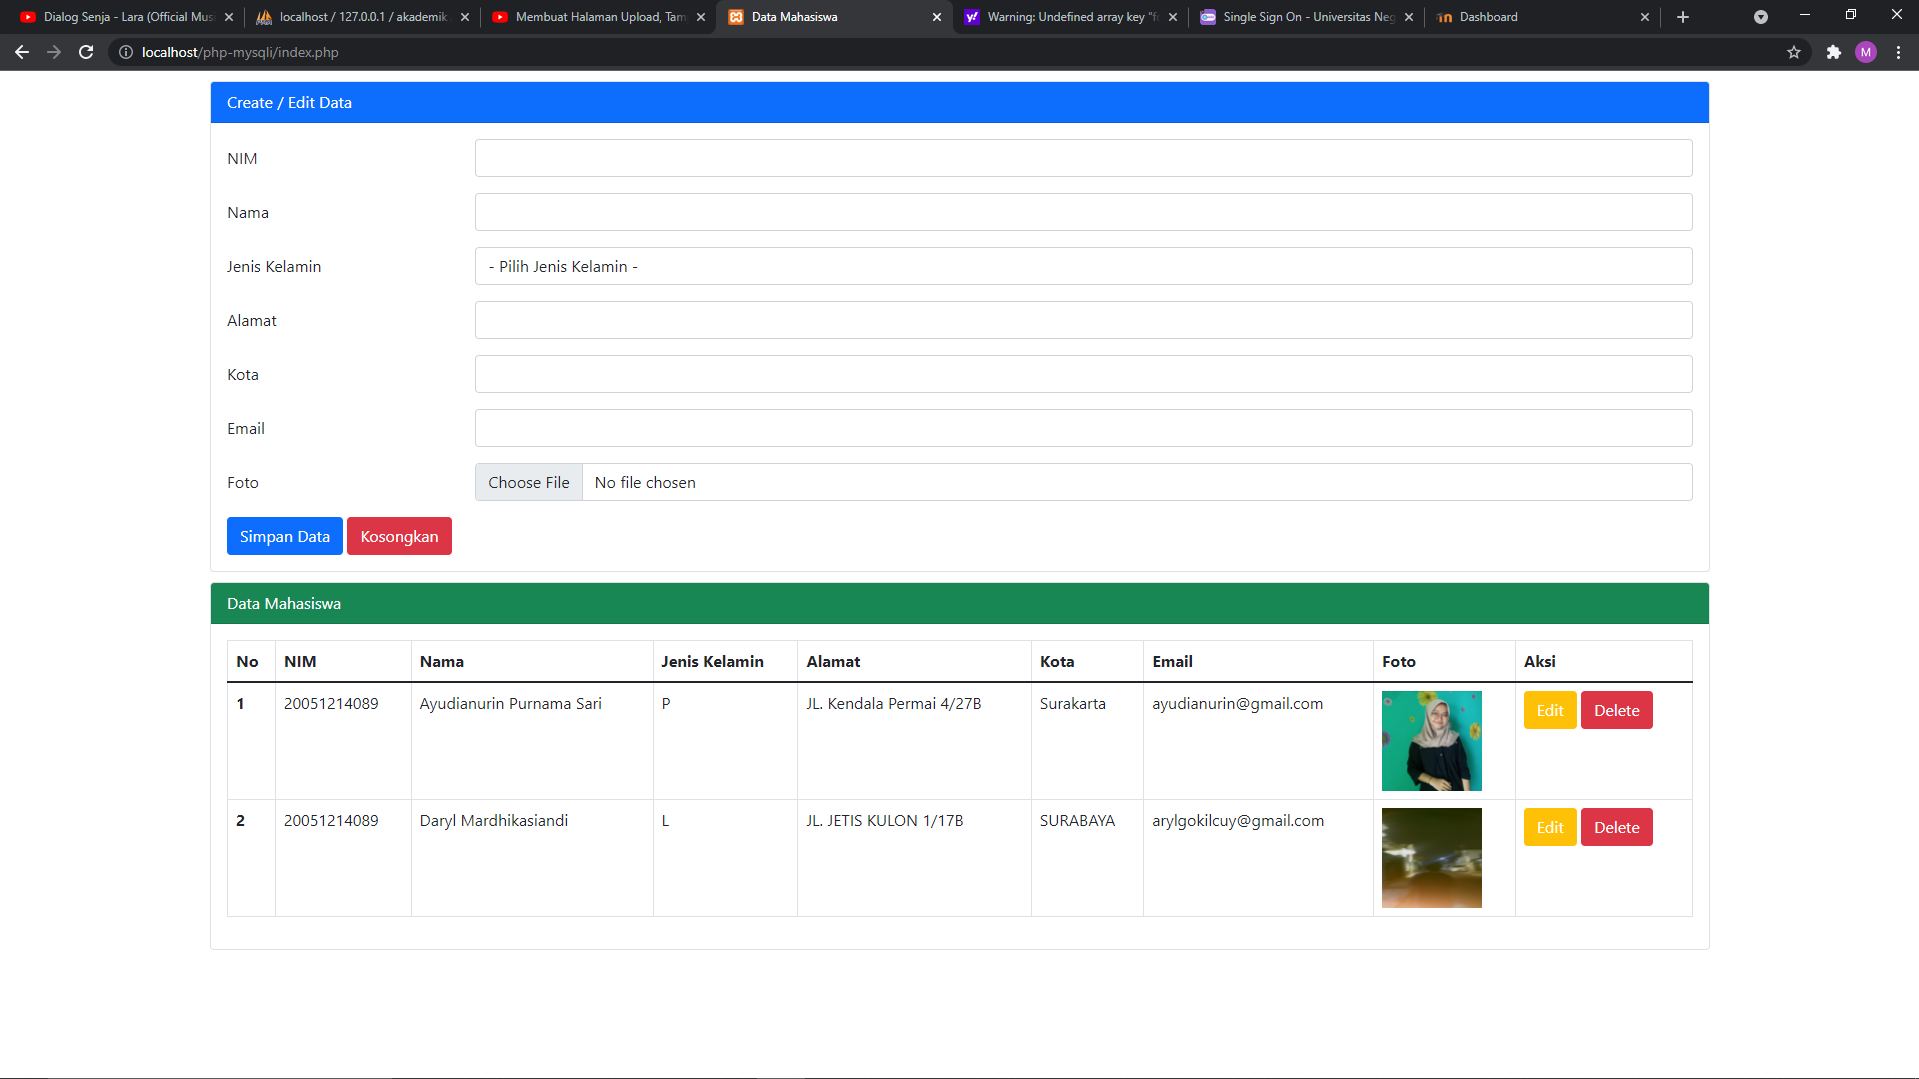 Dialog Senja - Lara (Official Mus
localhost / 127.0.0.1 / akademik
Membuat Halaman Upload, Tam
Data Mahasiswa
Warning: Undefined array key "fo
Single Sign On - Universitas Neg
Dashboard
localhost/php-mysqli/index.php
M
Create / Edit Data
NIM
Nama
Jenis Kelamin - Pilih Jenis Kelamin -
Alamat
Kota
Email
Foto Choose File No file chosen
Simpan Data Kosongkan
Data Mahasiswa
No NIM Nama Jenis Kelamin Alamat Kota Email Foto Aksi
1 20051214089 Ayudianurin Purnama Sari P JL. Kendala Permai 4/27B Surakarta ayudianurin@gmail.com Edit Delete
2 20051214089 Daryl Mardhikasiandi L JL. JETIS KULON 1/17B SURABAYA arylgokilcuy@gmail.com Edit Delete